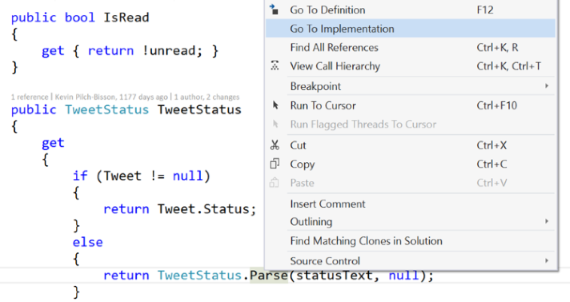 public bool IsRead
{
get { return !unread; }
}
1 reference | Kevin Pilch-Bisson, 1177 days ago | 1 author, 2 changes
public TweetStatus TweetStatus
{
get
{
if (Tweet != null)
{
return Tweet.Status;
}
else
{
return TweetStatus.Parse(statusText, null);
}
Go To Definition F12
Go To Implementation
Find All References Ctrl+K, R
View Call Hierarchy Ctrl+K, Ctrl+T
Breakpoint
Run To Cursor Ctrl+F10
Run Flagged Threads To Cursor
Cut Ctrl+X
Copy Ctrl+C
Paste Ctrl+V
Insert Comment
Outlining
Find Matching Clones in Solution
Source Control